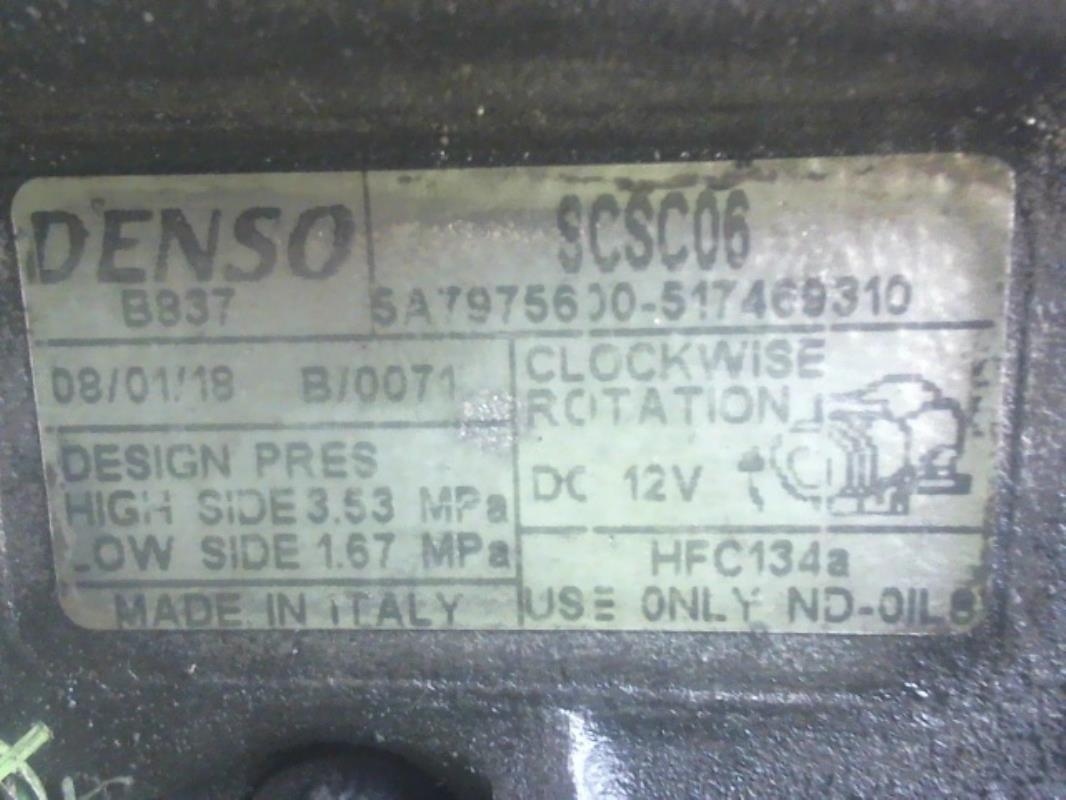 DENSO
SCSC06
B837
5A7975600-517469310
08/01/18 B/0071
CLOCKWISE
ROTATION
DC 12V
DESIGN PRES
HIGH SIDE 3.53 MPa
LOW SIDE 1.67 MPa
HFC134a
MADE IN ITALY
USE ONLY ND-OIL8